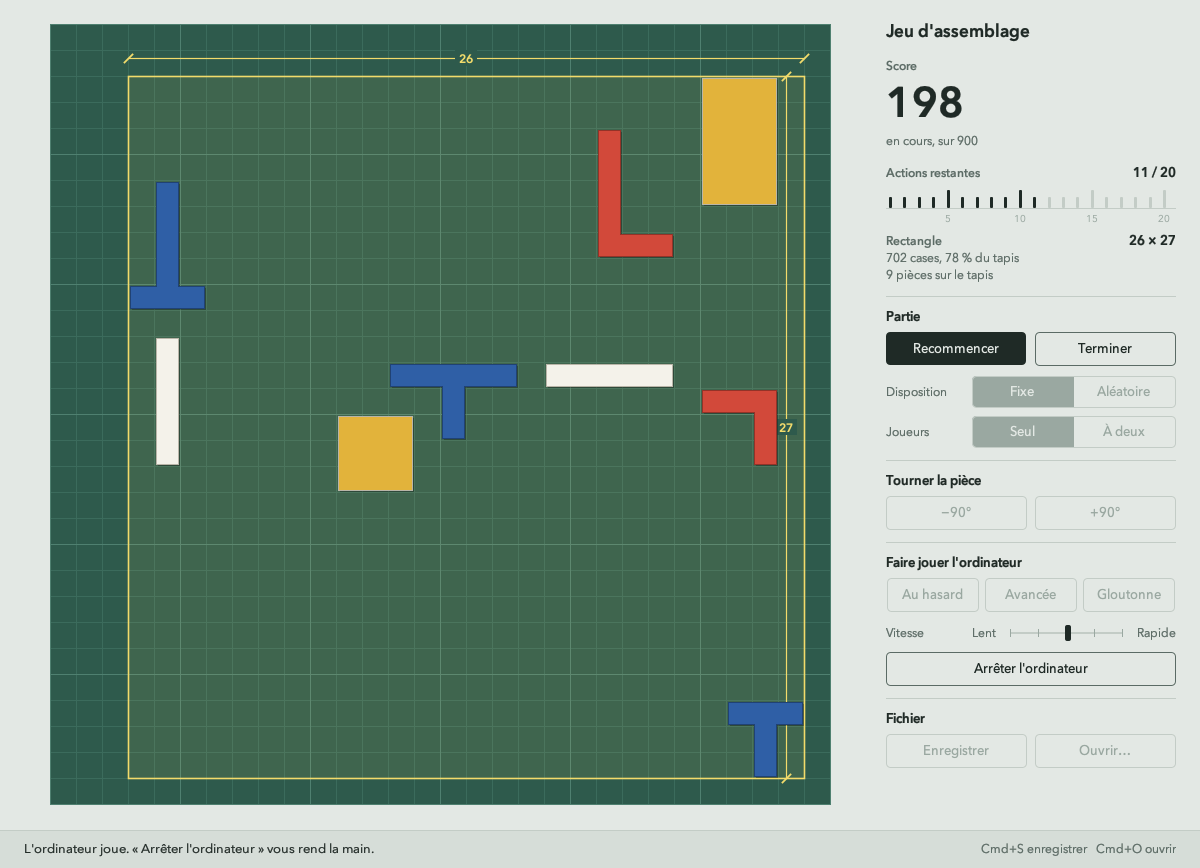 26
27
Jeu d'assemblage
Score
198
en cours, sur 900
Actions restantes 11 / 20
5 10 15 20
Rectangle 26 × 27
702 cases, 78 % du tapis
9 pièces sur le tapis
Partie
Recommencer Terminer
Disposition Fixe Aléatoire
Joueurs Seul À deux
Tourner la pièce
−90° +90°
Faire jouer l'ordinateur
Au hasard Avancée Gloutonne
Vitesse Lent Rapide
Arrêter l'ordinateur
Fichier
Enregistrer Ouvrir…
L'ordinateur joue. « Arrêter l'ordinateur » vous rend la main. Cmd+S enregistrer Cmd+O ouvrir